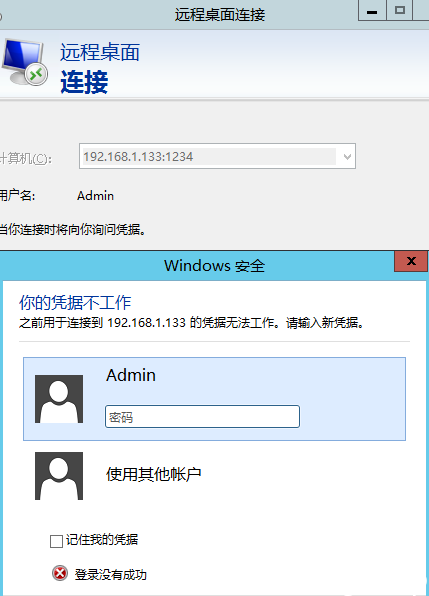 远程桌面连接
远程桌面
连接
计算机(C):
192.168.1.133:1234
用户名:
Admin
当你连接时将向你询问凭据。
Windows 安全
你的凭据不工作
之前用于连接到 192.168.1.133 的凭据无法工作。请输入新凭据。
Admin
密码
使用其他帐户
记住我的凭据
登录没有成功